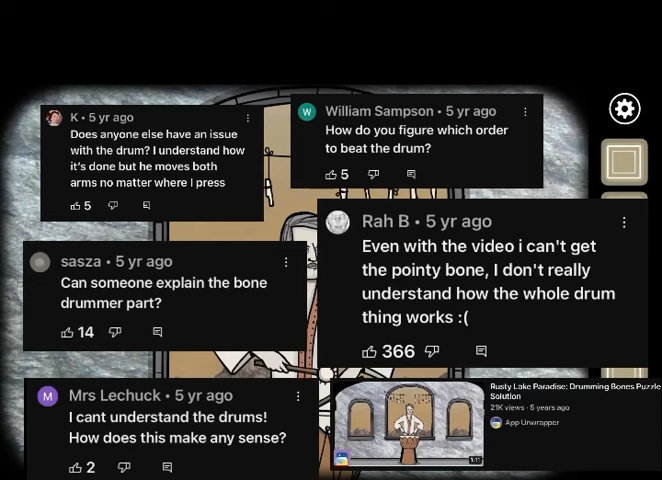 K • 5 yr ago
Does anyone else have an issue
with the drum? I understand how
it's done but he moves both
arms no matter where I press
5
W
William Sampson • 5 yr ago
How do you figure which order
to beat the drum?
5
Rah B • 5 yr ago
Even with the video i can't get
the pointy bone, I don't really
understand how the whole drum
thing works :(
366
sasza • 5 yr ago
Can someone explain the bone
drummer part?
14
M
Mrs Lechuck • 5 yr ago
I cant understand the drums!
How does this make any sense?
2
Rusty Lake Paradise: Drumming Bones Puzzle
Solution
21K views • 5 years ago
App Unwrapper